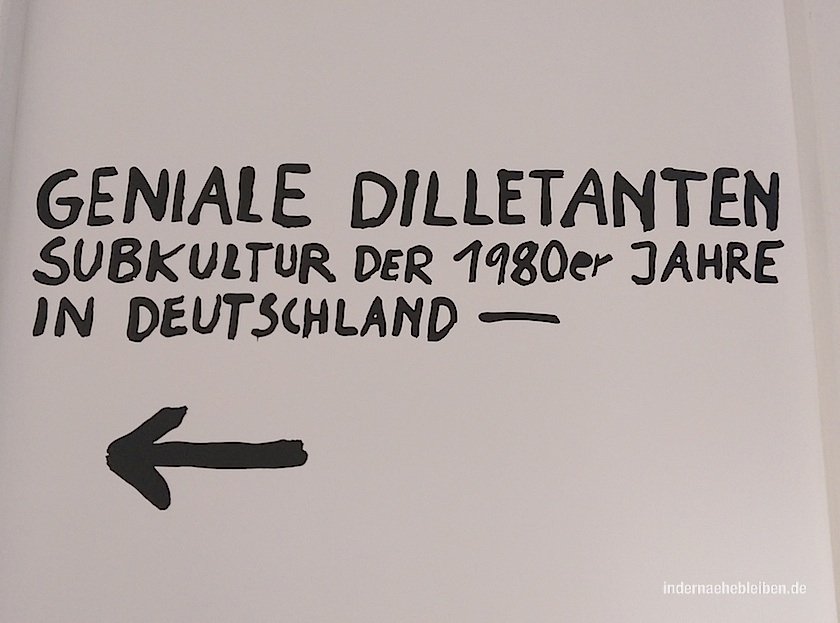 GENIALE DILLETANTEN
SUBKULTUR DER 1980er JAHRE
IN DEUTSCHLAND —
indernaehebleiben.de